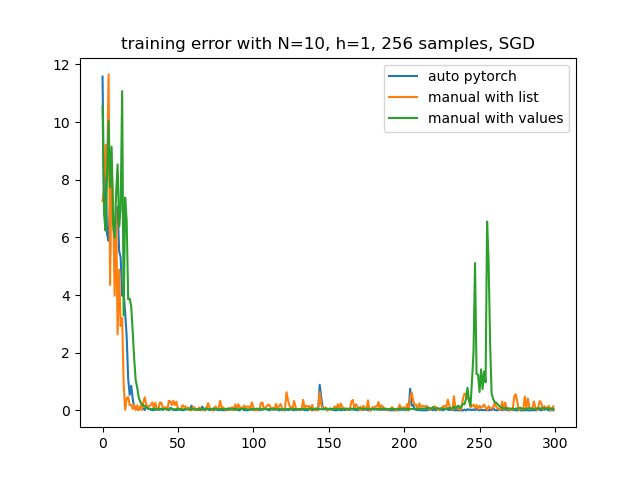 training error with N=10, h=1, 256 samples, SGD
auto pytorch
manual with list
manual with values
12
10
8
6
4
2
0
0 50 100 150 200 250 300